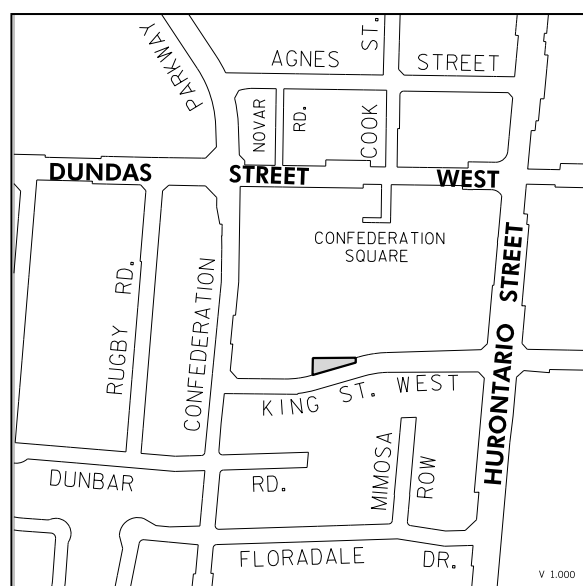 PARKWAY
AGNES STREET
ST.
COOK
NOVAR
RD.
DUNDAS STREET WEST
CONFEDERATION
SQUARE
HURONTARIO STREET
RUGBY RD.
CONFEDERATION
KING ST. WEST
MIMOSA
ROW
DUNBAR RD.
FLORADALE DR.
V 1.000